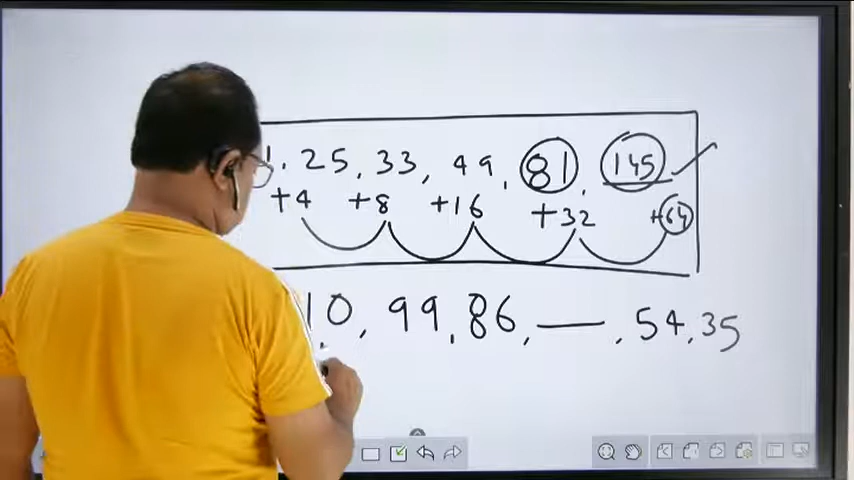 1, 25, 33, 49, 81, 145
+4 +8 +16 +32 +64
10, 99, 86, ___, 54, 35